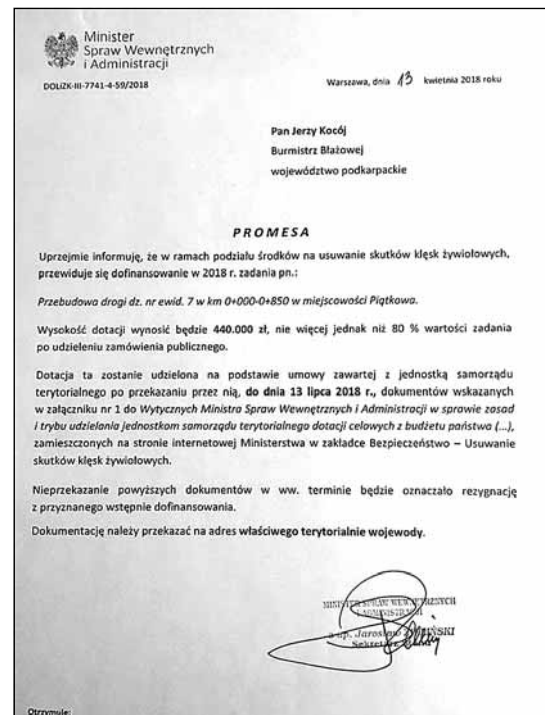 Minister
Spraw Wewnętrznych
i Administracji
DOLiZK-III-7741-4-59/2018
Warszawa, dnia 13 kwietnia 2018 roku
Pan Jerzy Kocój
Burmistrz Błażowej
województwo podkarpackie
PROMESA
Uprzejmie informuję, że w ramach podziału środków na usuwanie skutków klęsk żywiołowych,
przewiduje się dofinansowanie w 2018 r. zadania pn.:
Przebudowa drogi dz. nr ewid. 7 w km 0+000-0+850 w miejscowości Piątkowa.
Wysokość dotacji wynosić będzie 440.000 zł, nie więcej jednak niż 80 % wartości zadania
po udzieleniu zamówienia publicznego.
Dotacja ta zostanie udzielona na podstawie umowy zawartej z jednostką samorządu
terytorialnego po przekazaniu przez nią, do dnia 13 lipca 2018 r., dokumentów wskazanych
w załączniku nr 1 do Wytycznych Ministra Spraw Wewnętrznych i Administracji w sprawie zasad
i trybu udzielania jednostkom samorządu terytorialnego dotacji celowych z budżetu państwa (...),
zamieszczonych na stronie internetowej Ministerstwa w zakładce Bezpieczeństwo – Usuwanie
skutków klęsk żywiołowych.
Nieprzekazanie powyższych dokumentów w ww. terminie będzie oznaczało rezygnację
z przyznanego wstępnie dofinansowania.
Dokumentację należy przekazać na adres właściwego terytorialnie wojewody.
MINISTER SPRAW WEWNĘTRZNYCH
I ADMINISTRACJI
z up. Jarosław
Sekretarz
Otrzymuje: